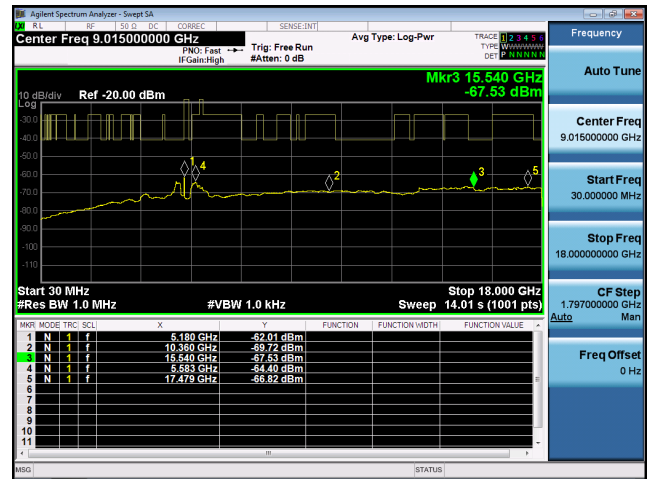 Agilent Spectrum Analyzer - Swept SA
LXI RL RF 50 Ω DC CORREC SENSE:INT
Center Freq 9.015000000 GHz
PNO: Fast
IFGain:High
Trig: Free Run
#Atten: 0 dB
Avg Type: Log-Pwr
TRACE 1 2 3 4 5 6
TYPE WWWWWW
DET P N N N N N
Mkr3 15.540 GHz
-67.53 dBm
10 dB/div Ref -20.00 dBm
Log
-30.0
-40.0
-50.0
-60.0
-70.0
-80.0
-90.0
-100
-110
1
4
2
3
5
Start 30 MHz Stop 18.000 GHz
#Res BW 1.0 MHz #VBW 1.0 kHz Sweep 14.01 s (1001 pts)
MKR MODE TRC SCL X Y FUNCTION FUNCTION WIDTH FUNCTION VALUE
1 N 1 f 5.180 GHz -62.01 dBm
2 N 1 f 10.360 GHz -69.72 dBm
3 N 1 f 15.540 GHz -67.53 dBm
4 N 1 f 5.583 GHz -64.40 dBm
5 N 1 f 17.479 GHz -66.82 dBm
6
7
8
9
10
11
MSG STATUS
Frequency
Auto Tune
Center Freq
9.015000000 GHz
Start Freq
30.000000 MHz
Stop Freq
18.000000000 GHz
CF Step
1.797000000 GHz
Auto Man
Freq Offset
0 Hz